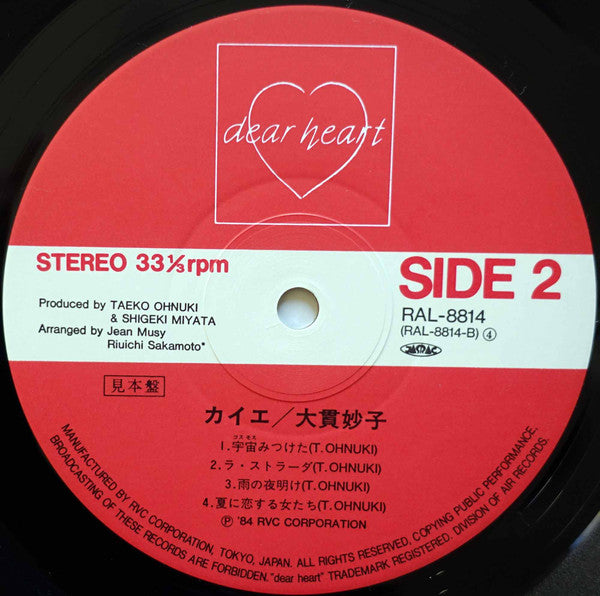 dear heart
STEREO 33⅓rpm
SIDE 2
Produced by TAEKO OHNUKI
& SHIGEKI MIYATA
Arranged by Jean Musy
Riuichi Sakamoto*
RAL-8814
(RAL-8814-B) ④
JASRAC
見本盤
カイエ/大貫妙子
コスモス
1.宇宙みつけた(T.OHNUKI)
2.ラ・ストラーダ(T.OHNUKI)
3.雨の夜明け(T.OHNUKI)
4.夏に恋する女たち(T.OHNUKI)
Ⓟ '84 RVC CORPORATION
MANUFACTURED BY RVC CORPORATION, TOKYO, JAPAN. ALL RIGHTS RESERVED. COPYING PUBLIC PERFORMANCE.
BROADCASTING OF THESE RECORDS ARE FORBIDDEN. "dear heart" TRADEMARK REGISTERED. DIVISION OF AIR RECORDS.